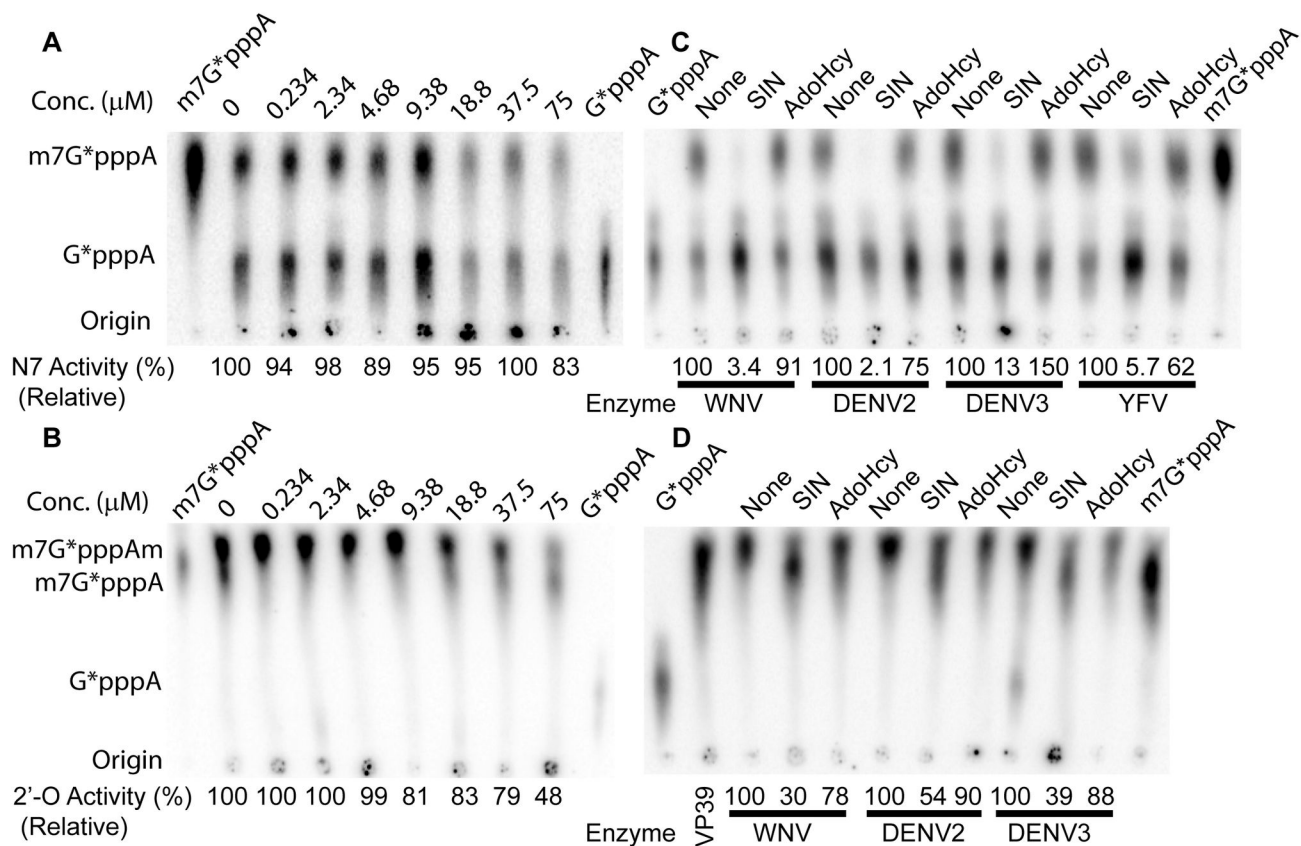 A
m7G*pppA
0
0.234
2.34
4.68
9.38
18.8
37.5
75
G*pppA
Conc. (μM)
m7G*pppA
G*pppA
Origin
N7 Activity (%) 100 94 98 89 95 95 100 83
(Relative)
C
G*pppA
None
SIN
AdoHcy
None
SIN
AdoHcy
None
SIN
AdoHcy
None
SIN
AdoHcy
m7G*pppA
100 3.4 91 100 2.1 75 100 13 150 100 5.7 62
Enzyme WNV DENV2 DENV3 YFV
B
m7G*pppA
0
0.234
2.34
4.68
9.38
18.8
37.5
75
G*pppA
Conc. (μM)
m7G*pppAm
m7G*pppA
G*pppA
Origin
2'-O Activity (%) 100 100 100 99 81 83 79 48
(Relative)
D
G*pppA
None
SIN
AdoHcy
None
SIN
AdoHcy
None
SIN
AdoHcy
m7G*pppA
VP39
100 30 78 100 54 90 100 39 88
Enzyme WNV DENV2 DENV3